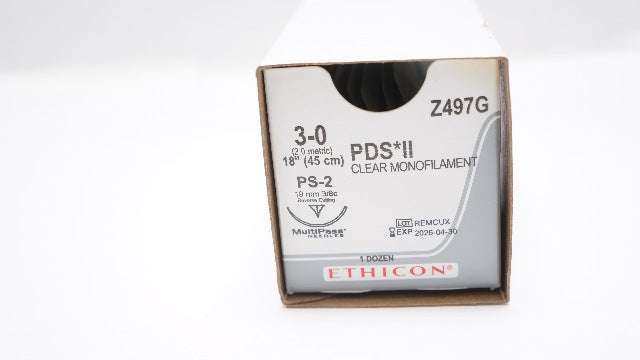 Z497G
3-0
(2.0 metric)
18" (45 cm)
PDS*II
CLEAR MONOFILAMENT
PS-2
19 mm 3/8c
Reverse Cutting
MultiPass*
NEEDLES
LOT REMCUX
EXP 2026-04-30
1 DOZEN
ETHICON®